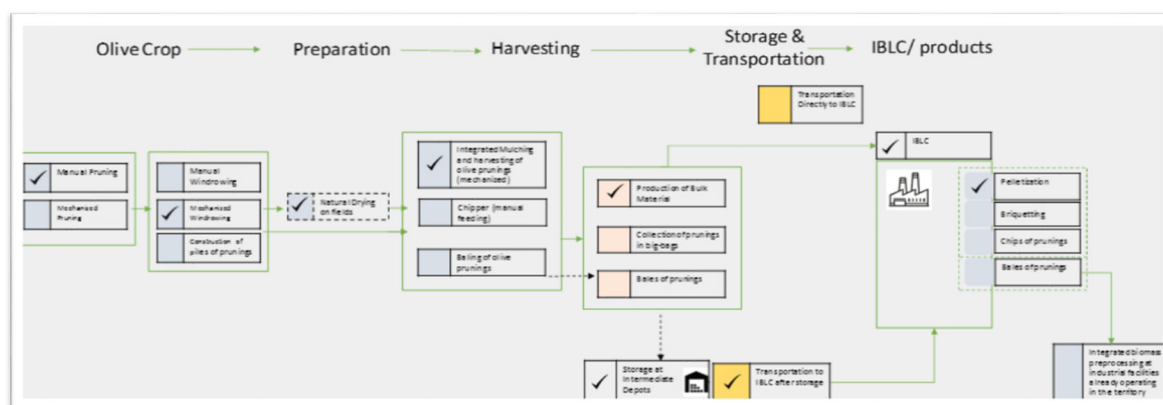 Olive Crop
Preparation
Harvesting
Storage &
Transportation
IBLC/ products
Transportation
Directly to IBLC
Manual Pruning
Mechanized
Pruning
Manual
Windrowing
Mechanized
Windrowing
Construction of
piles of prunings
Natural Drying
on fields
Integrated Mulching
and harvesting of
olive prunings
(mechanized)
Chipper (manual
feeding)
Baling of olive
prunings
Production of Bulk
Material
Collection of prunings
in big-bags
Bales of prunings
IBLC
Pelletization
Briquetting
Chips of prunings
Bales of prunings
Storage at
Intermediate
Depots
Transportation to
IBLC after storage
Integrated biomass
preprocessing at
industrial facilities
already operating
in the territory